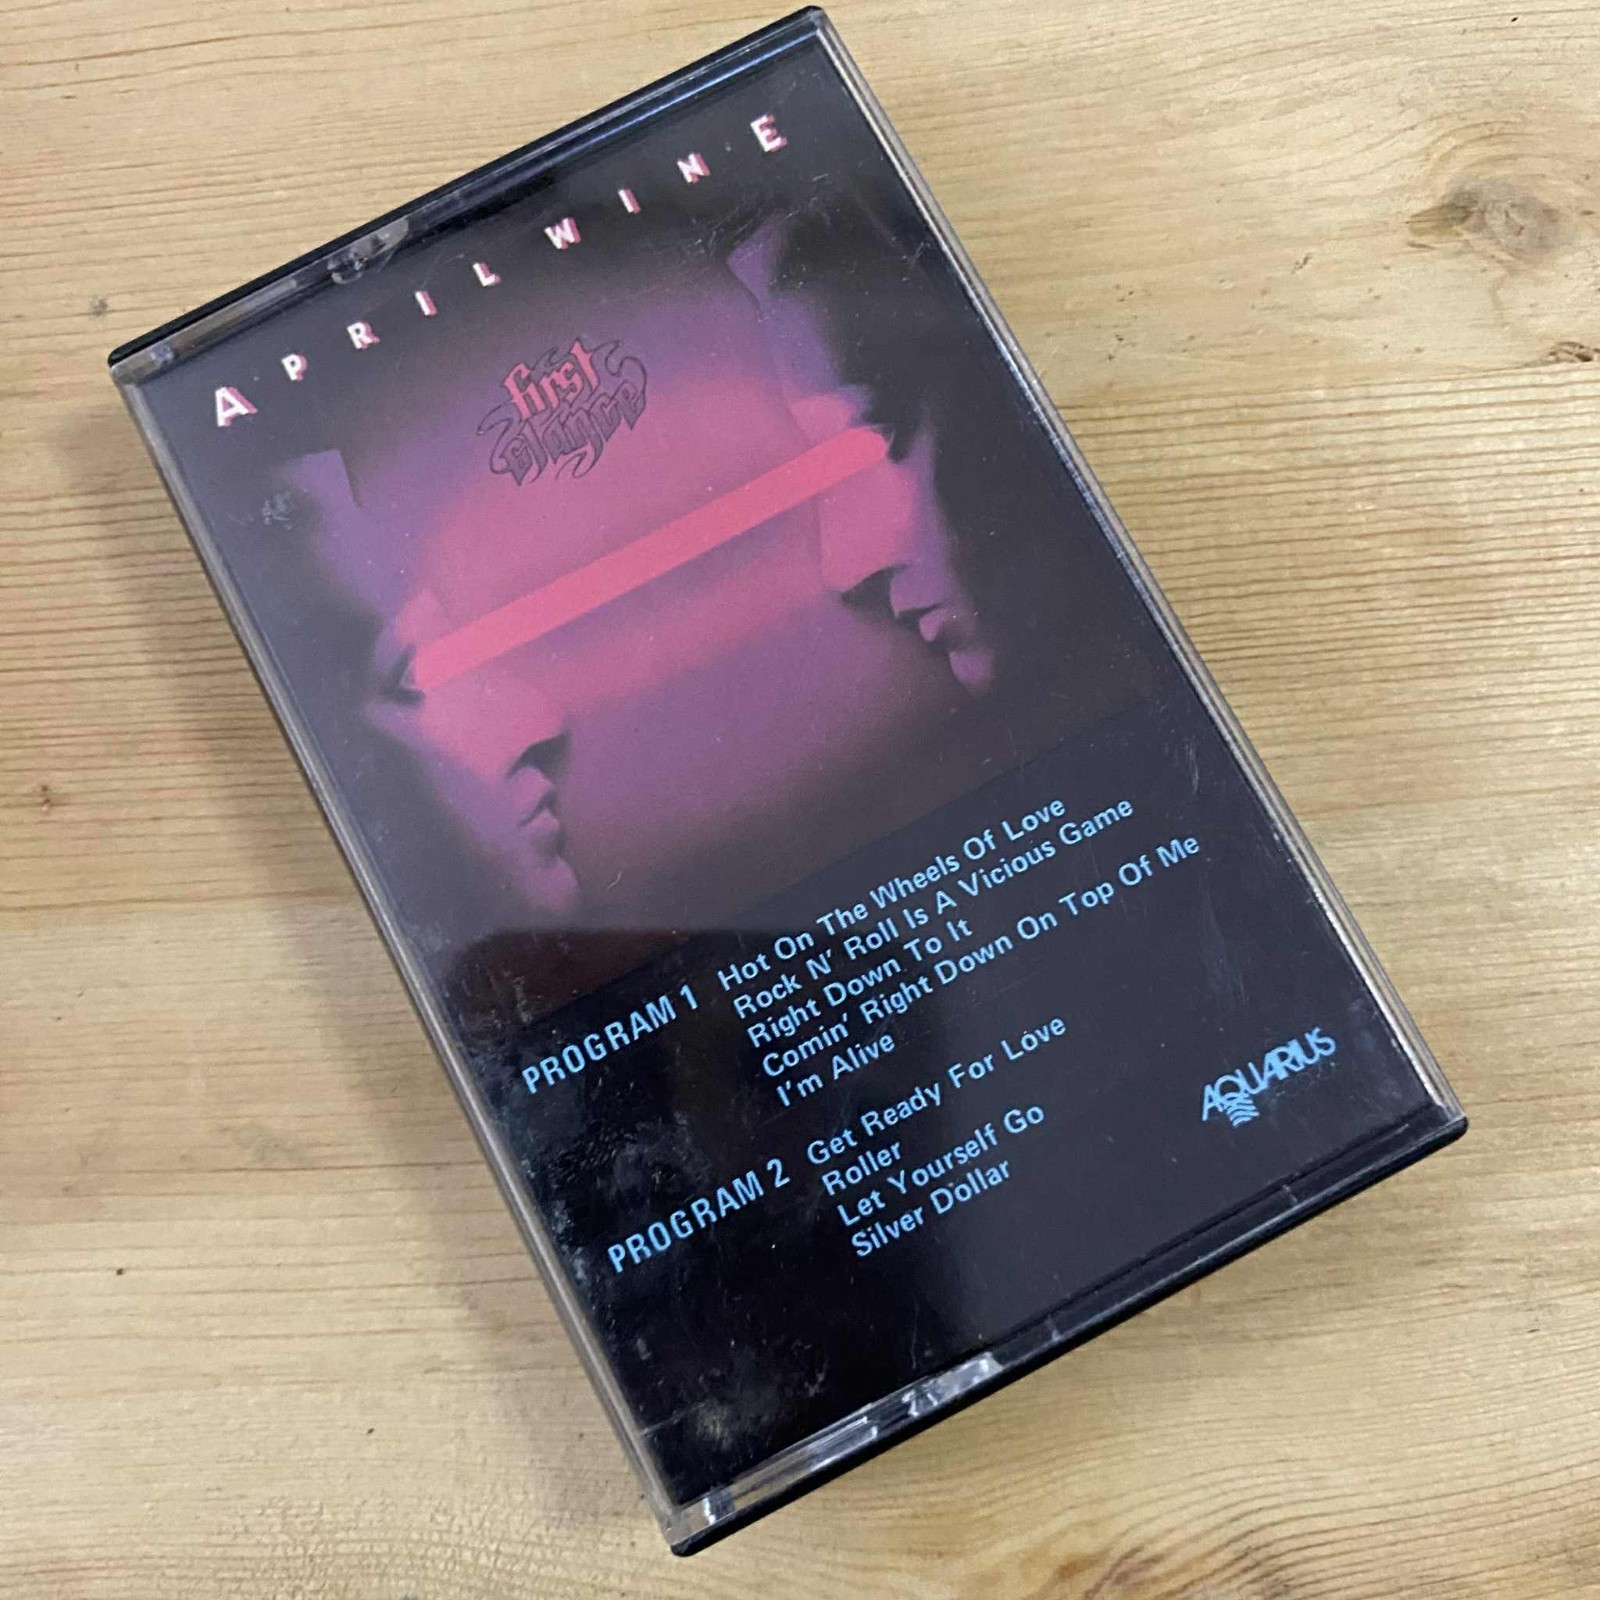 APRIL WINE
first
glance
PROGRAM 1
Hot On The Wheels Of Love
Rock N' Roll Is A Vicious Game
Right Down To It
Comin' Right Down On Top Of Me
I'm Alive
PROGRAM 2
Get Ready For Love
Roller
Let Yourself Go
Silver Dollar
AQUARIUS